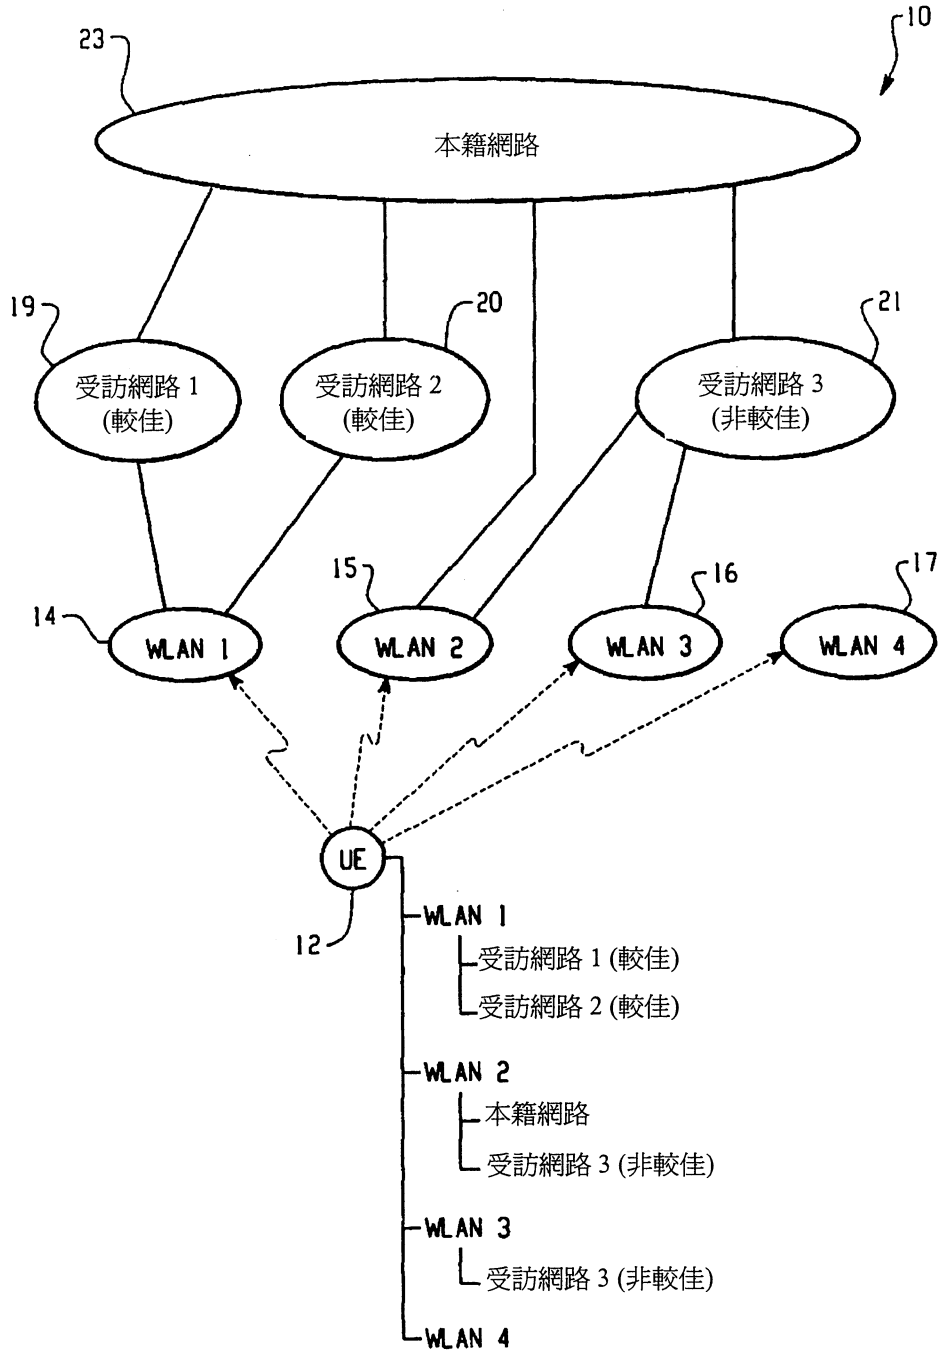 10
23
本籍網路
19
20
21
受訪網路 1
(較佳)
受訪網路 2
(較佳)
受訪網路 3
(非較佳)
14
15
16
17
WLAN 1
WLAN 2
WLAN 3
WLAN 4
UE
12
WLAN 1
受訪網路 1 (較佳)
受訪網路 2 (較佳)
WLAN 2
本籍網路
受訪網路 3 (非較佳)
WLAN 3
受訪網路 3 (非較佳)
WLAN 4